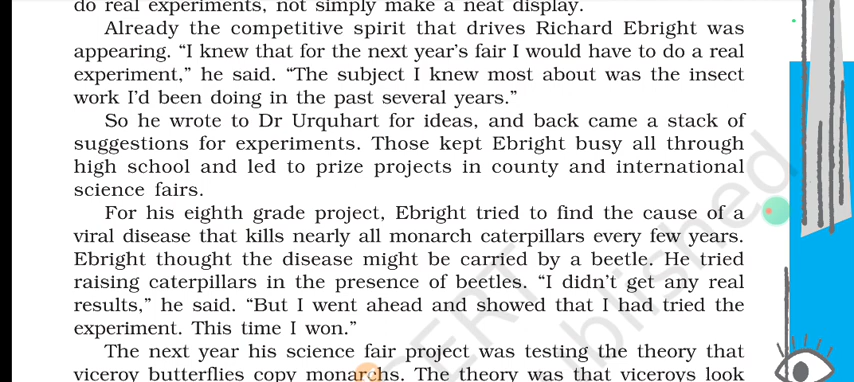 do real experiments, not simply make a neat display.
Already the competitive spirit that drives Richard Ebright was
appearing. “I knew that for the next year’s fair I would have to do a real
experiment,” he said. “The subject I knew most about was the insect
work I’d been doing in the past several years.”
So he wrote to Dr Urquhart for ideas, and back came a stack of
suggestions for experiments. Those kept Ebright busy all through
high school and led to prize projects in county and international
science fairs.
For his eighth grade project, Ebright tried to find the cause of a
viral disease that kills nearly all monarch caterpillars every few years.
Ebright thought the disease might be carried by a beetle. He tried
raising caterpillars in the presence of beetles. “I didn’t get any real
results,” he said. “But I went ahead and showed that I had tried the
experiment. This time I won.”
The next year his science fair project was testing the theory that
viceroy butterflies copy monarchs. The theory was that viceroys look